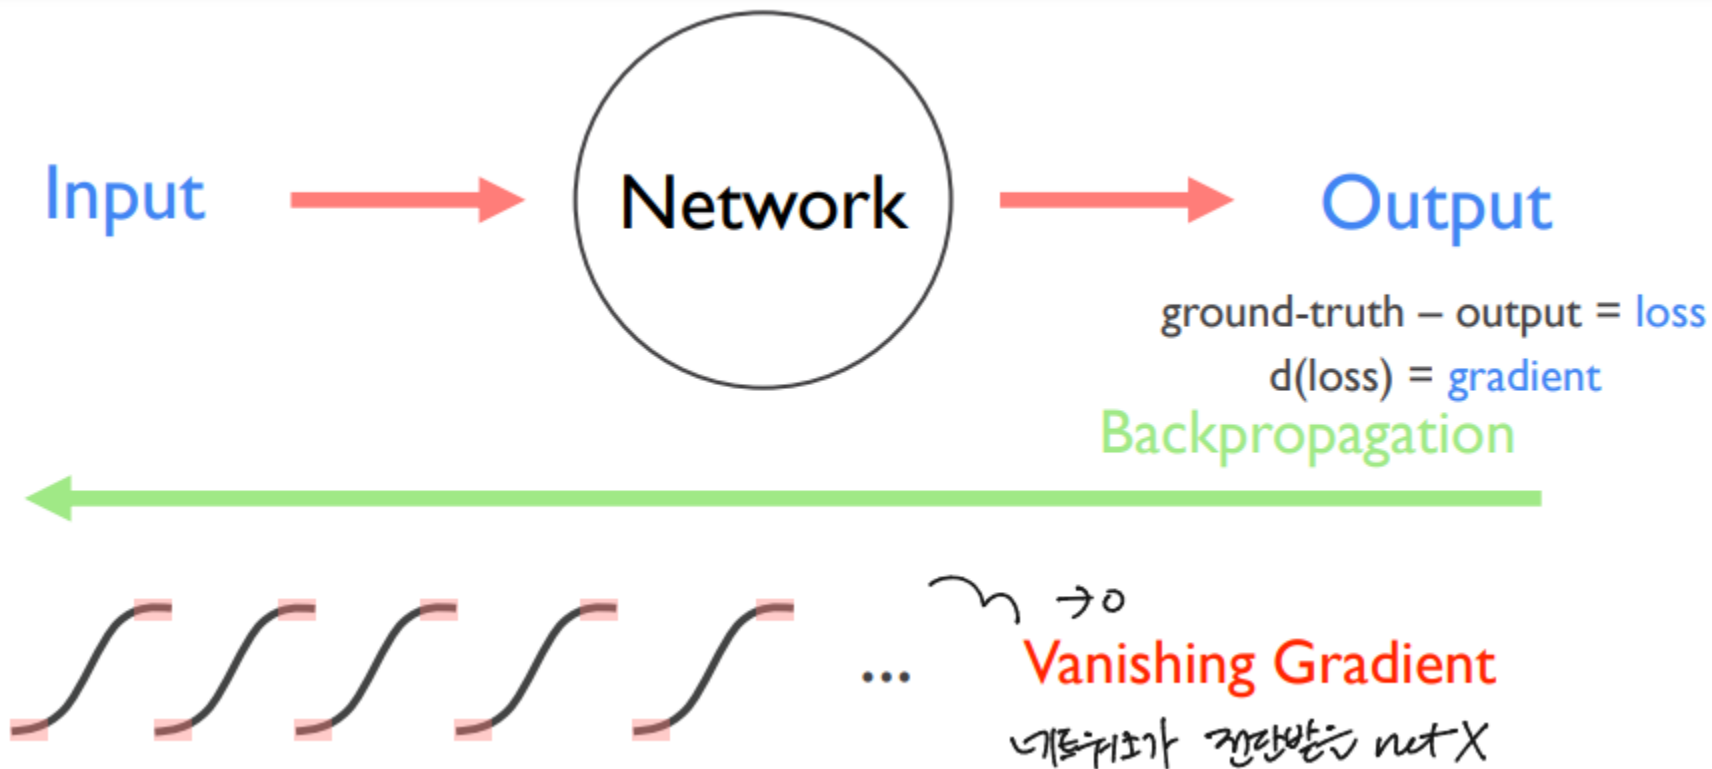 Input
Network
Output
ground-truth – output = loss
d(loss) = gradient
Backpropagation
→0
... Vanishing Gradient
네트워크가 전달받은 net X